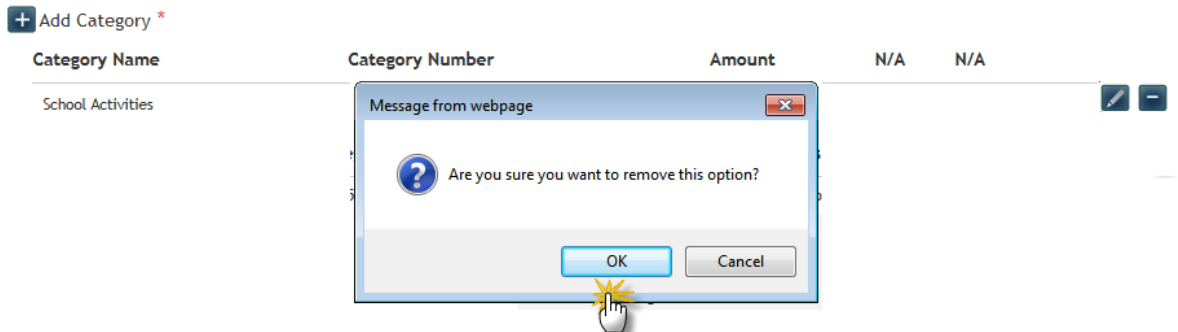 Add Category *
Category Name Category Number Amount N/A N/A
School Activities
Message from webpage
Are you sure you want to remove this option?
OK Cancel